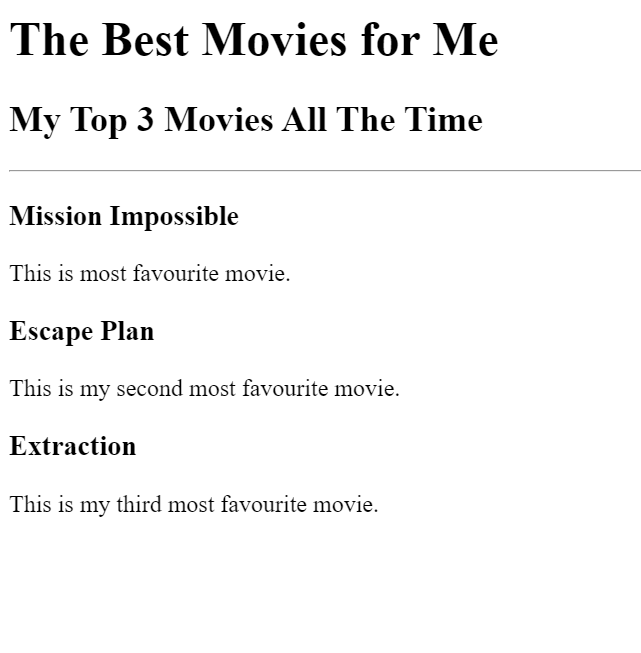 The Best Movies for Me
My Top 3 Movies All The Time
Mission Impossible
This is most favourite movie.
Escape Plan
This is my second most favourite movie.
Extraction
This is my third most favourite movie.